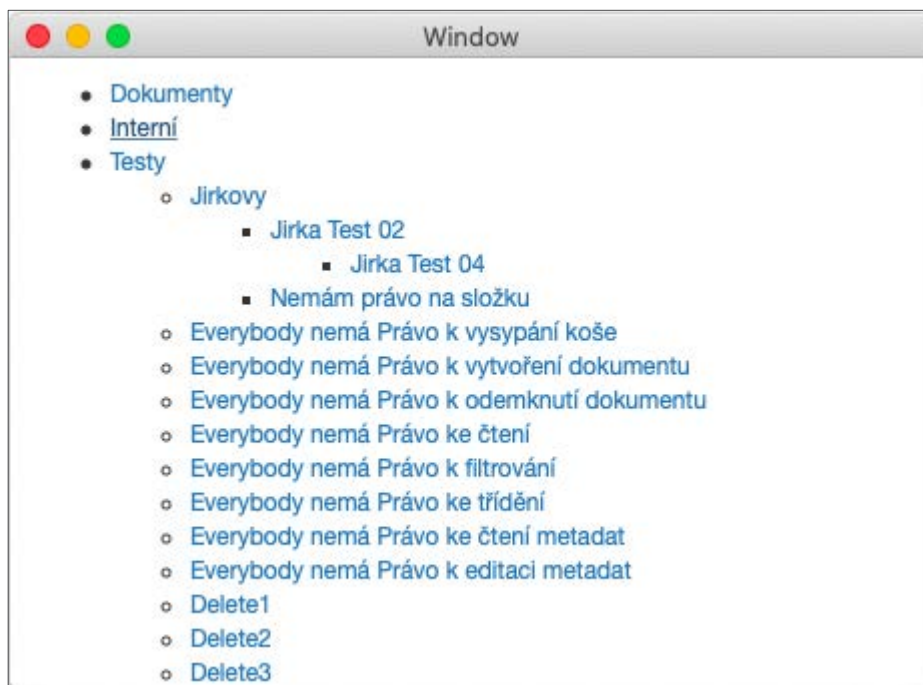 Window
Dokumenty
Interní
Testy
Jirkovy
Jirka Test 02
Jirka Test 04
Nemám právo na složku
Everybody nemá Právo k vysypání koše
Everybody nemá Právo k vytvoření dokumentu
Everybody nemá Právo k odemknutí dokumentu
Everybody nemá Právo ke čtení
Everybody nemá Právo k filtrování
Everybody nemá Právo ke třídění
Everybody nemá Právo ke čtení metadat
Everybody nemá Právo k editaci metadat
Delete1
Delete2
Delete3